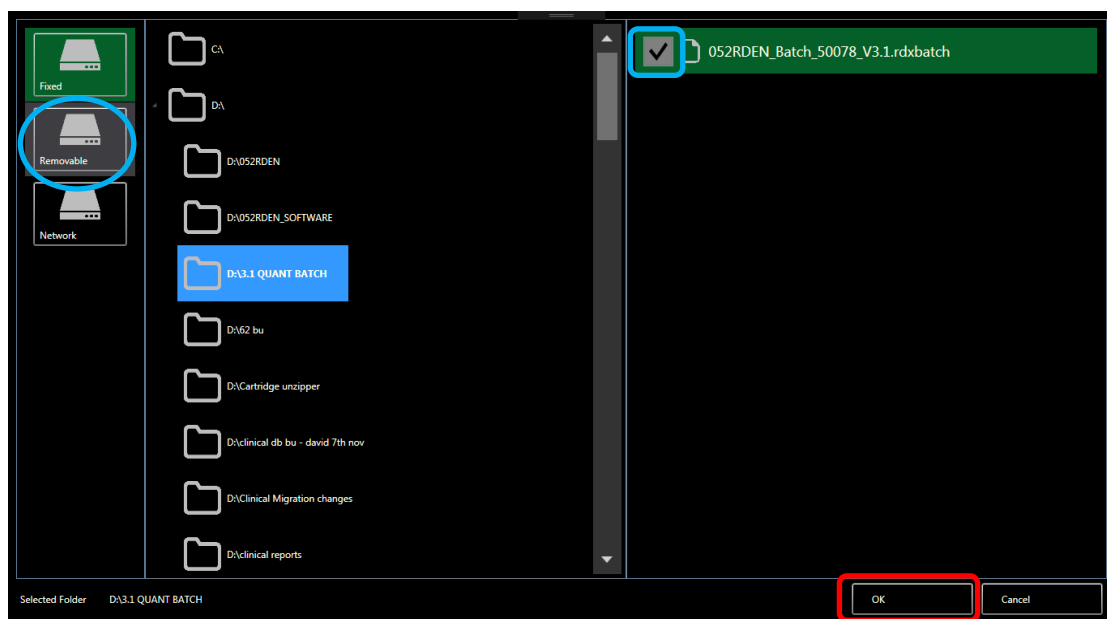 Fixed
Removable
Network
C:\
D:\
D:\052RDEN
D:\052RDEN_SOFTWARE
D:\3.1 QUANT BATCH
D:\62 bu
D:\Cartridge unzipper
D:\clinical db bu - david 7th nov
D:\Clinical Migration changes
D:\clinical reports
052RDEN_Batch_50078_V3.1.rdxbatch
Selected Folder D:\3.1 QUANT BATCH
OK
Cancel